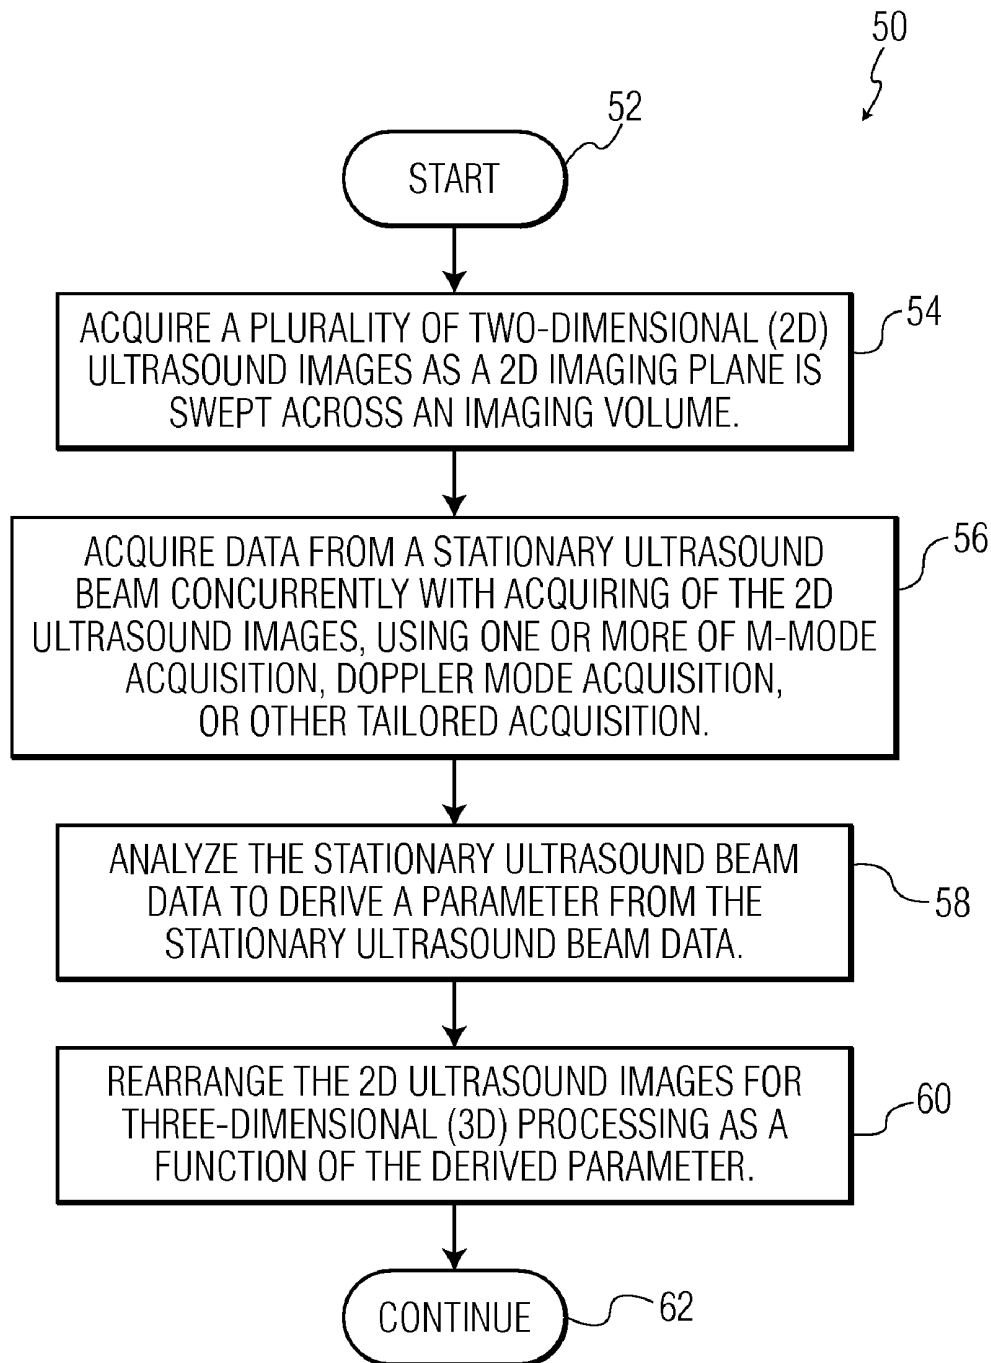 50
52
START
54
ACQUIRE A PLURALITY OF TWO-DIMENSIONAL (2D)
ULTRASOUND IMAGES AS A 2D IMAGING PLANE IS
SWEPT ACROSS AN IMAGING VOLUME.
56
ACQUIRE DATA FROM A STATIONARY ULTRASOUND
BEAM CONCURRENTLY WITH ACQUIRING OF THE 2D
ULTRASOUND IMAGES, USING ONE OR MORE OF M-MODE
ACQUISITION, DOPPLER MODE ACQUISITION,
OR OTHER TAILORED ACQUISITION.
ANALYZE THE STATIONARY ULTRASOUND BEAM
DATA TO DERIVE A PARAMETER FROM THE
STATIONARY ULTRASOUND BEAM DATA.
58
REARRANGE THE 2D ULTRASOUND IMAGES FOR
THREE-DIMENSIONAL (3D) PROCESSING AS A
FUNCTION OF THE DERIVED PARAMETER.
60
CONTINUE
62